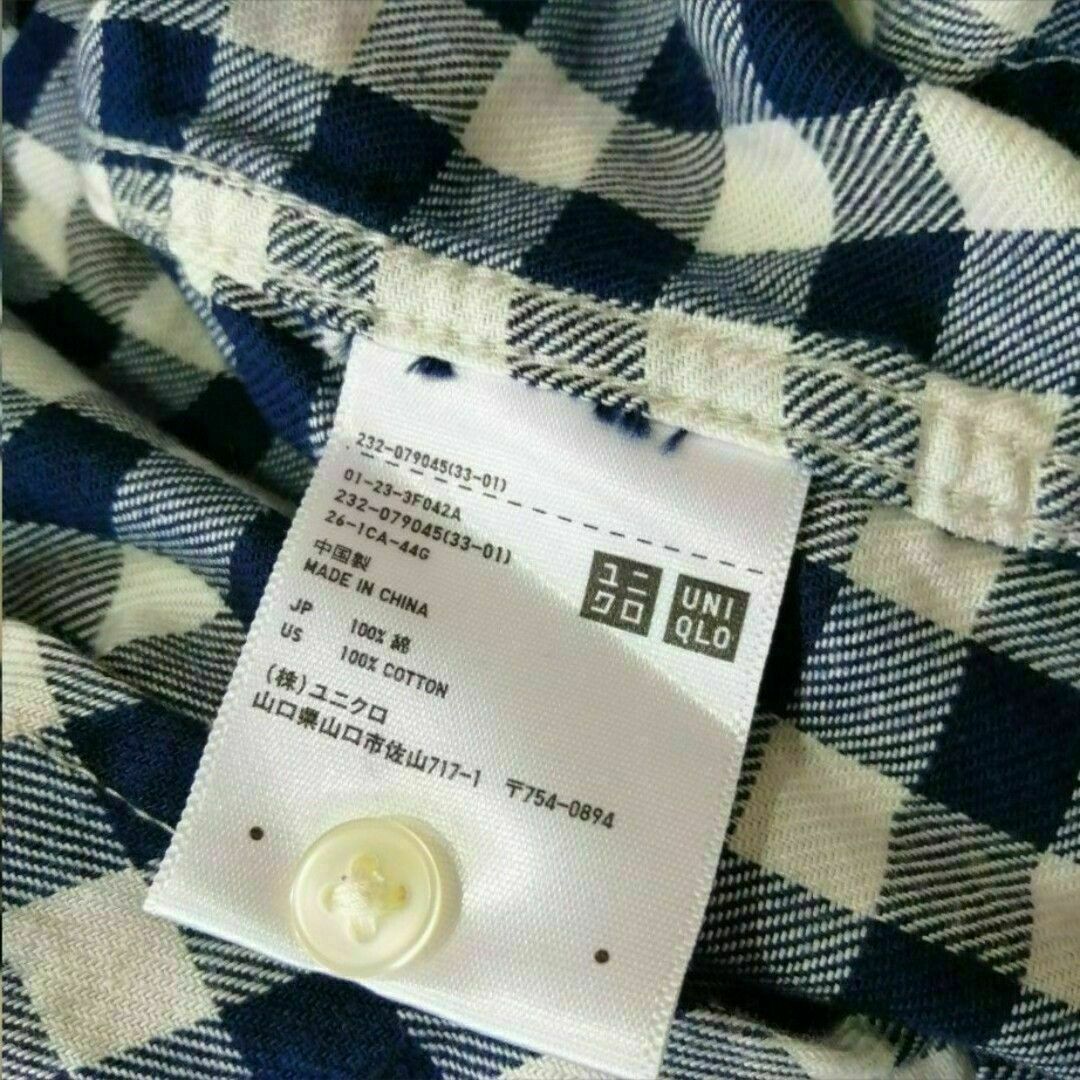 232-079045(33-01)
01-23-3F042A
232-079045(33-01)
26-1CA-44G
中国製
MADE IN CHINA
JP 100% 綿
US 100% COTTON
(株)ユニクロ
山口県山口市佐山717-1 〒754-0894
ユニ
クロ
UNI
QLO